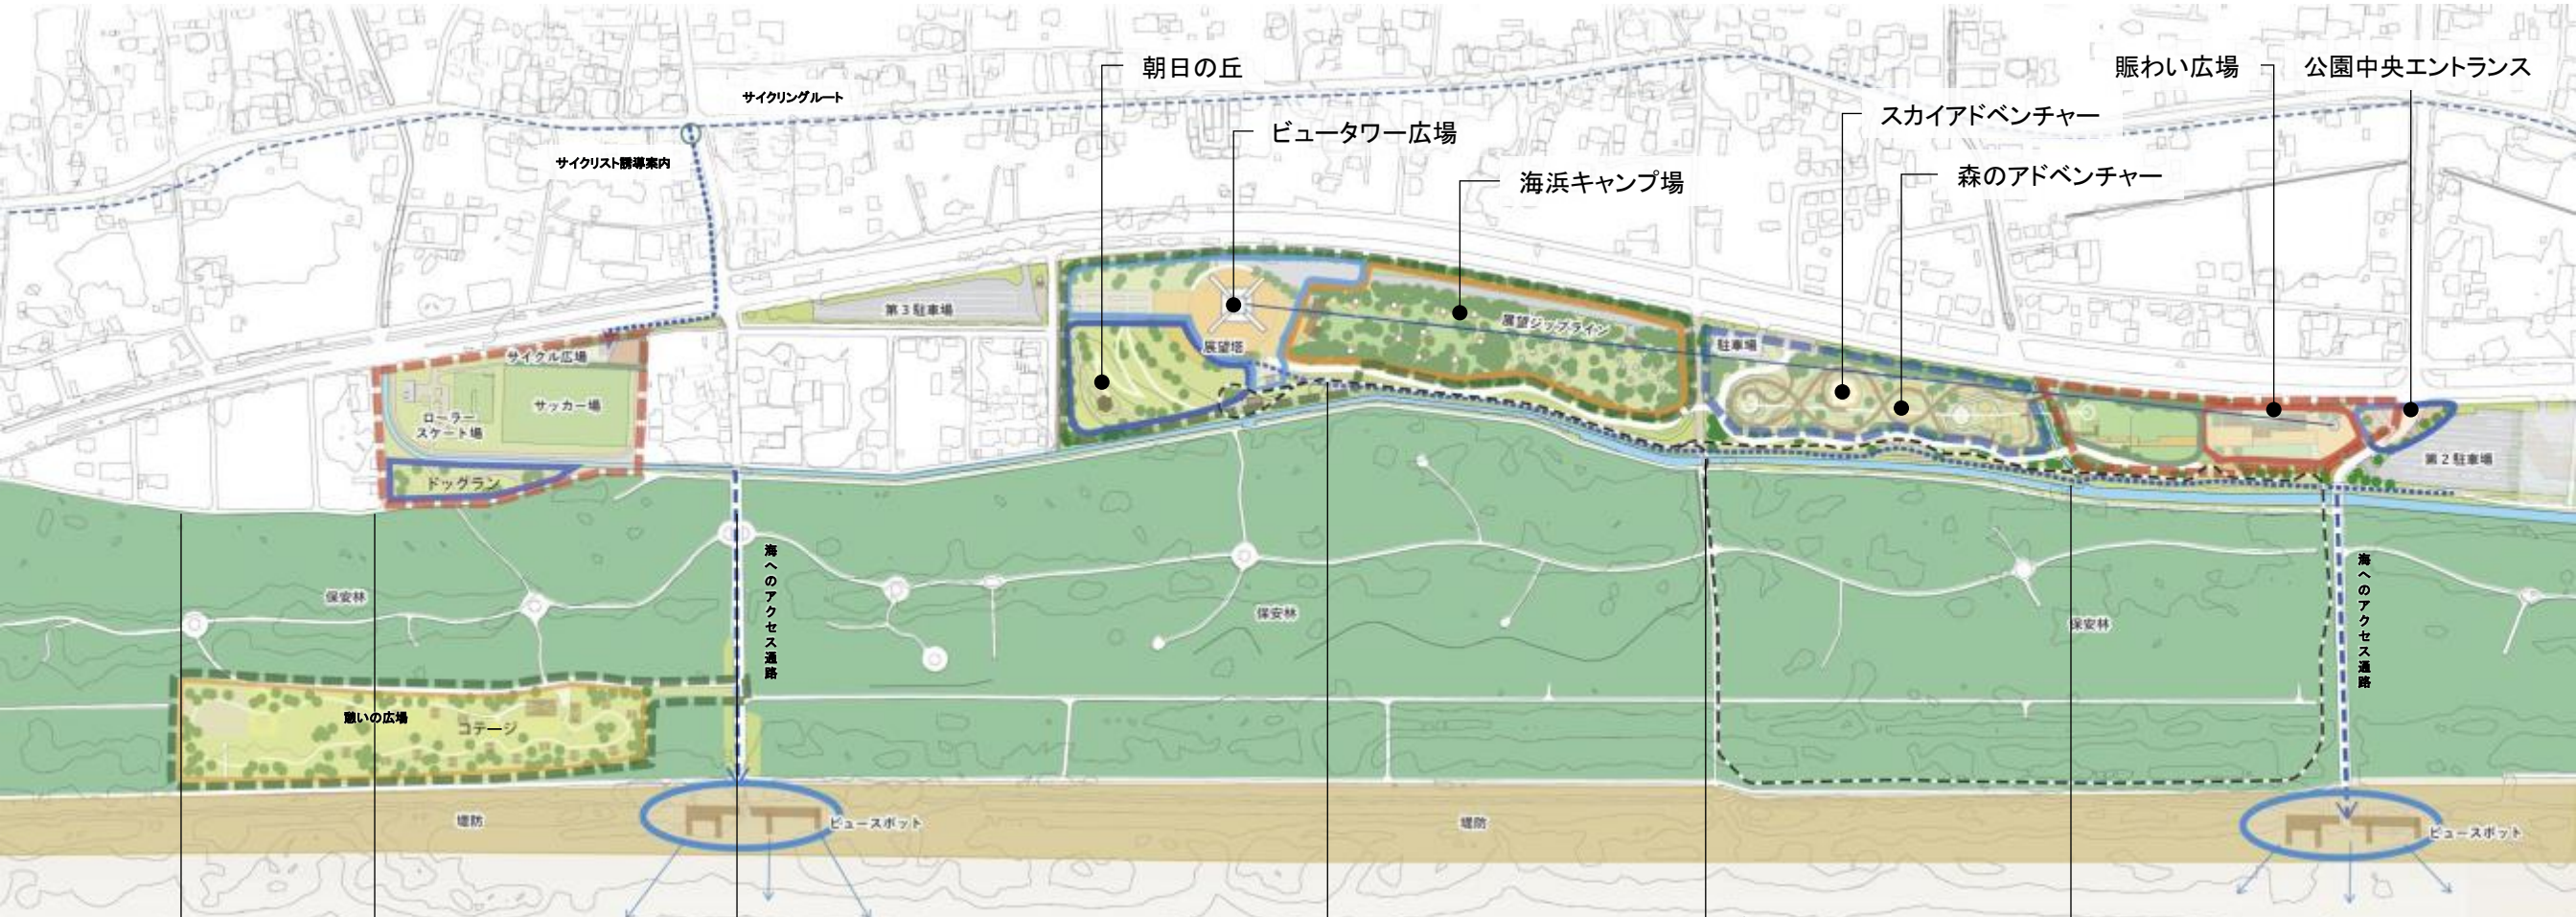 朝日の丘
賑わい広場
公園中央エントランス
サイクリングルート
スカイアドベンチャー
ビュータワー広場
サイクリスト誘導案内
森のアドベンチャー
海浜キャンプ場
第3駐車場
展望ジップライン
駐車場
展望塔
サイクル広場
サッカー場
ローラー
スケート場
ドッグラン
第2駐車場
海へのアクセス通路
海へのアクセス通路
保安林
保安林
保安林
憩いの広場
コテージ
堤防
ビュースポット
堤防
ビュースポット